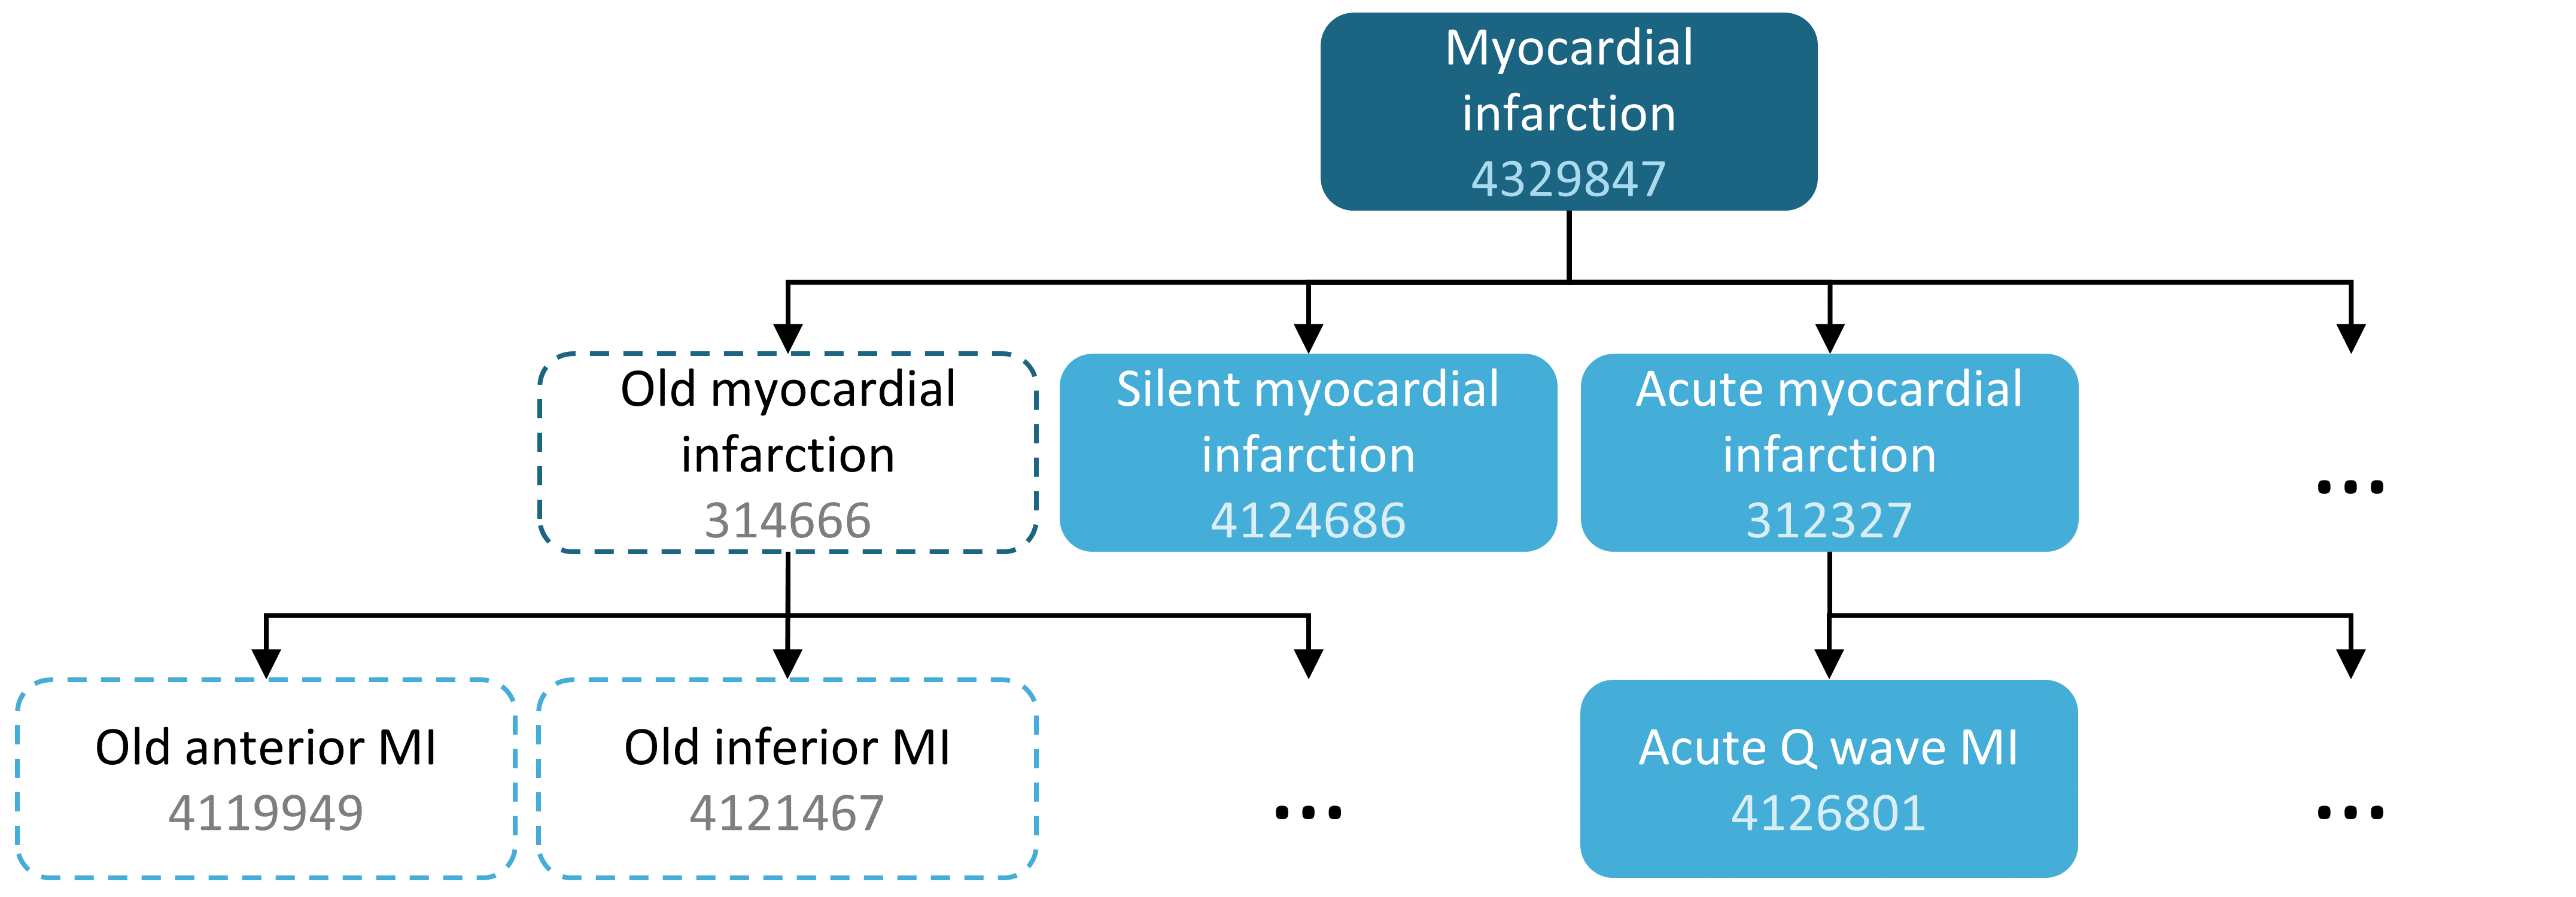 Myocardial
infarction
4329847
Old myocardial
infarction
314666
Silent myocardial
infarction
4124686
Acute myocardial
infarction
312327
...
Old anterior MI
4119949
Old inferior MI
4121467
...
Acute Q wave MI
4126801
...